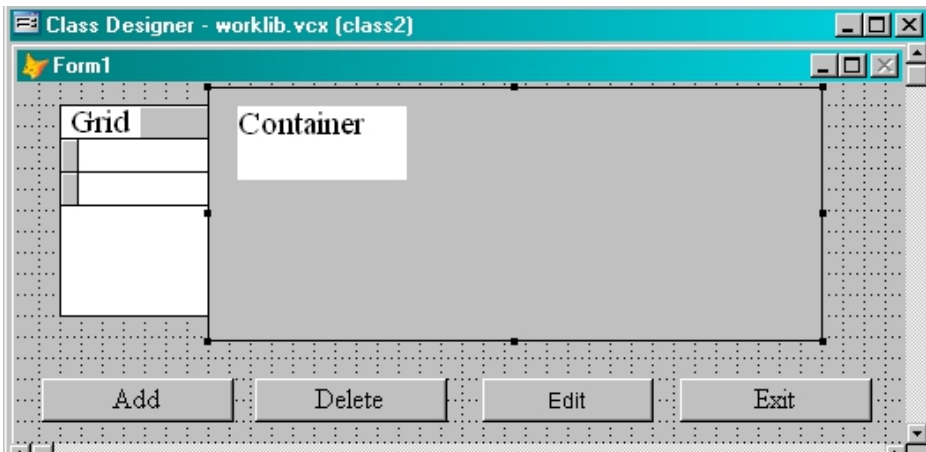 Class Designer - worklib.vcx (class2)
Form1
Grid Container
Add Delete Edit Exit